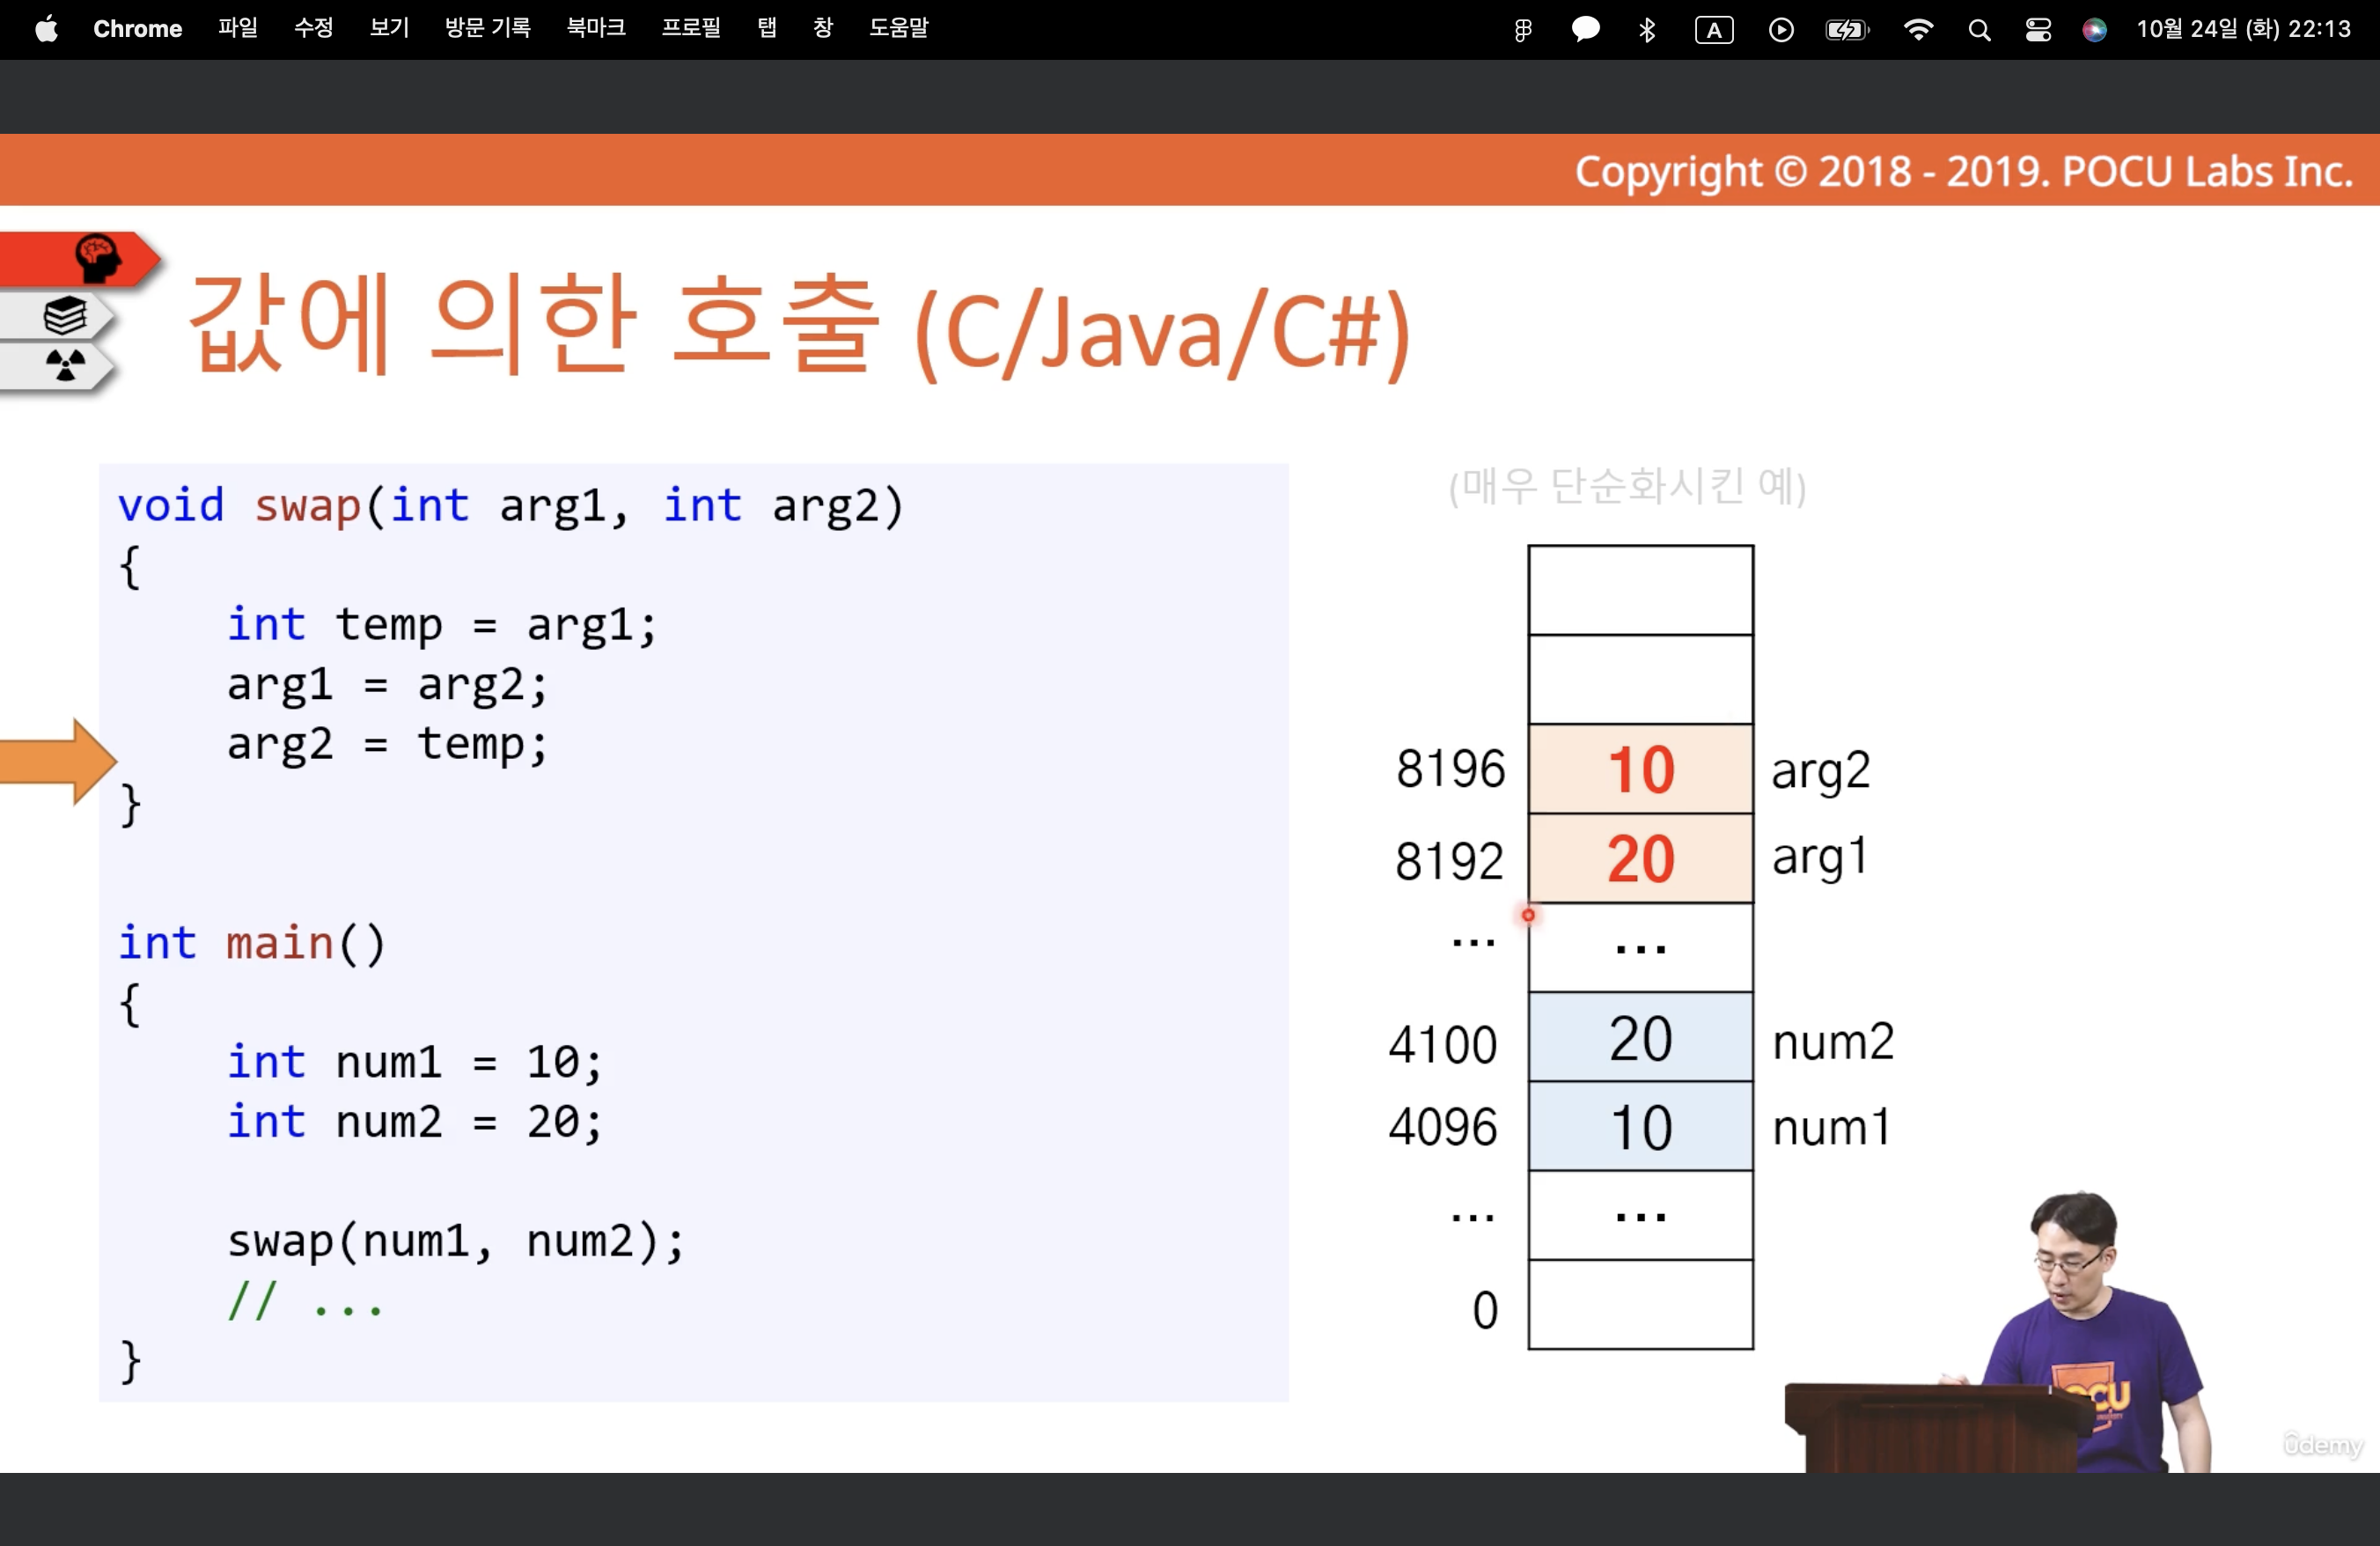 Chrome 파일 수정 보기 방문 기록 북마크 프로필 탭 창 도움말 A 10월 24일 (화) 22:13
Copyright © 2018 - 2019. POCU Labs Inc.
값에 의한 호출 (C/Java/C#)
void swap(int arg1, int arg2)
{
int temp = arg1;
arg1 = arg2;
arg2 = temp;
}
int main()
{
int num1 = 10;
int num2 = 20;
swap(num1, num2);
// ...
}
(매우 단순화시킨 예)
8196 10 arg2
8192 20 arg1
... ...
4100 20 num2
4096 10 num1
... ...
0
ûdemy